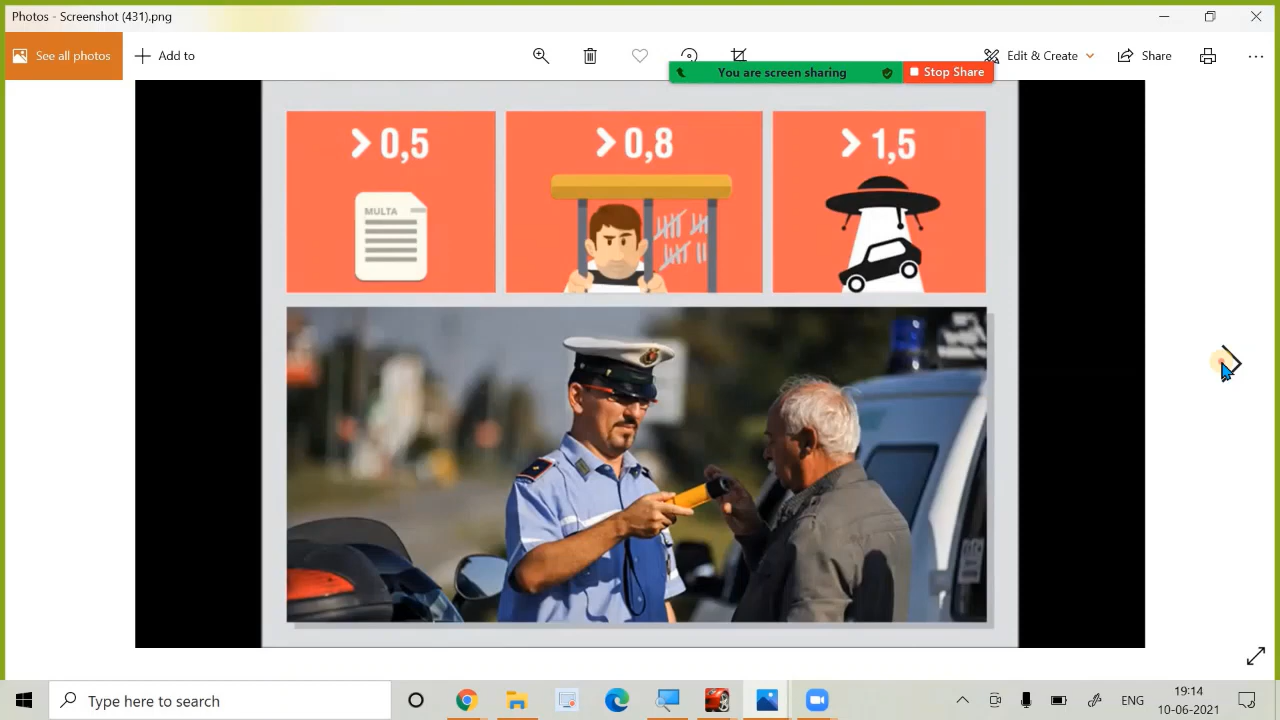 Photos - Screenshot (431).png
See all photos
Add to
Edit & Create
Share
You are screen sharing
Stop Share
> 0,5
> 0,8
> 1,5
MULTA
Type here to search
ENG
19:14
10-06-2021